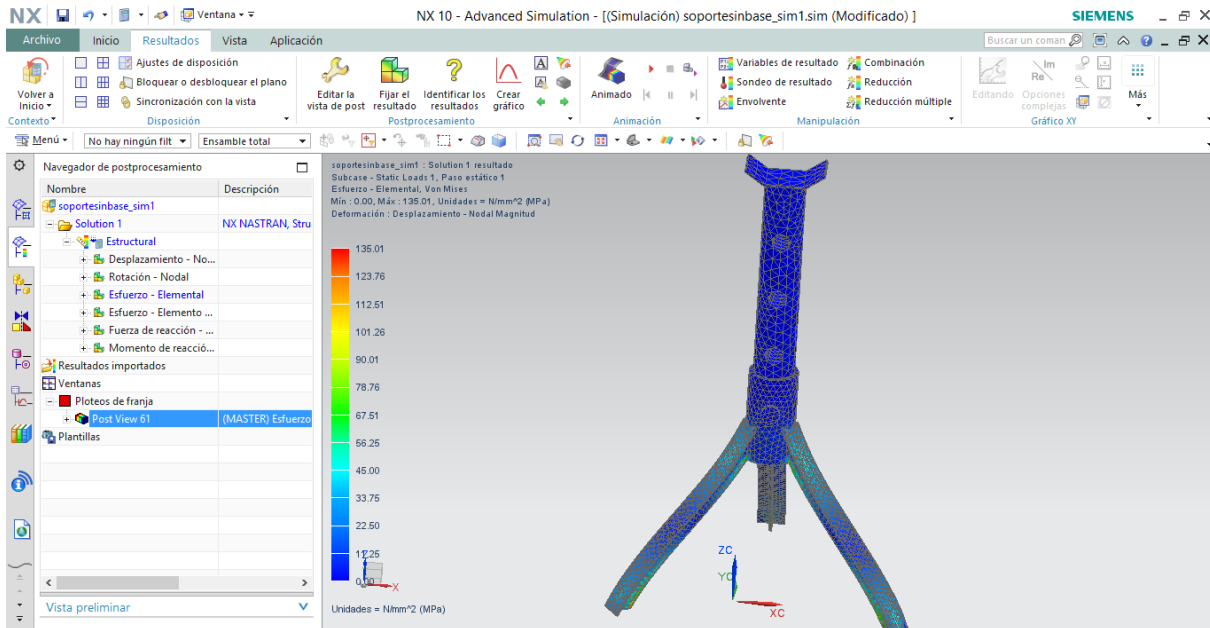 NX
Ventana
NX 10 - Advanced Simulation - [(Simulación) soportesinbase_sim1.sim (Modificado) ]
SIEMENS
Archivo
Inicio
Resultados
Vista
Aplicación
Buscar un coman
Volver a
Inicio
Contexto
Ajustes de disposición
Bloquear o desbloquear el plano
Sincronización con la vista
Disposición
Editar la
vista de post
Fijar el
resultado
Identificar los
resultados
Crear
gráfico
Postprocesamiento
Animado
Animación
Variables de resultado
Sondeo de resultado
Envolvente
Combinación
Reducción
Reducción múltiple
Manipulación
Editando
Im
Re
Opciones
complejas
Gráfico XY
Más
Menú
No hay ningún filt
Ensamble total
Navegador de postprocesamiento
Nombre
Descripción
soportesinbase_sim1
Solution 1
NX NASTRAN, Stru
Estructural
Desplazamiento - No...
Rotación - Nodal
Esfuerzo - Elemental
Esfuerzo - Elemento ...
Fuerza de reacción - ...
Momento de reacció...
Resultados importados
Ventanas
Ploteos de franja
Post View 61
(MASTER) Esfuerzo
Plantillas
Vista preliminar
soportesinbase_sim1 : Solution 1 resultado
Subcase - Static Loads 1, Paso estático 1
Esfuerzo - Elemental, Von Mises
Mín : 0.00, Máx : 135.01, Unidades = N/mm^2 (MPa)
Deformación : Desplazamiento - Nodal Magnitud
135.01
123.76
112.51
101.26
90.01
78.76
67.51
56.25
45.00
33.75
22.50
11.25
0.00
X
Unidades = N/mm^2 (MPa)
ZC
YC
XC